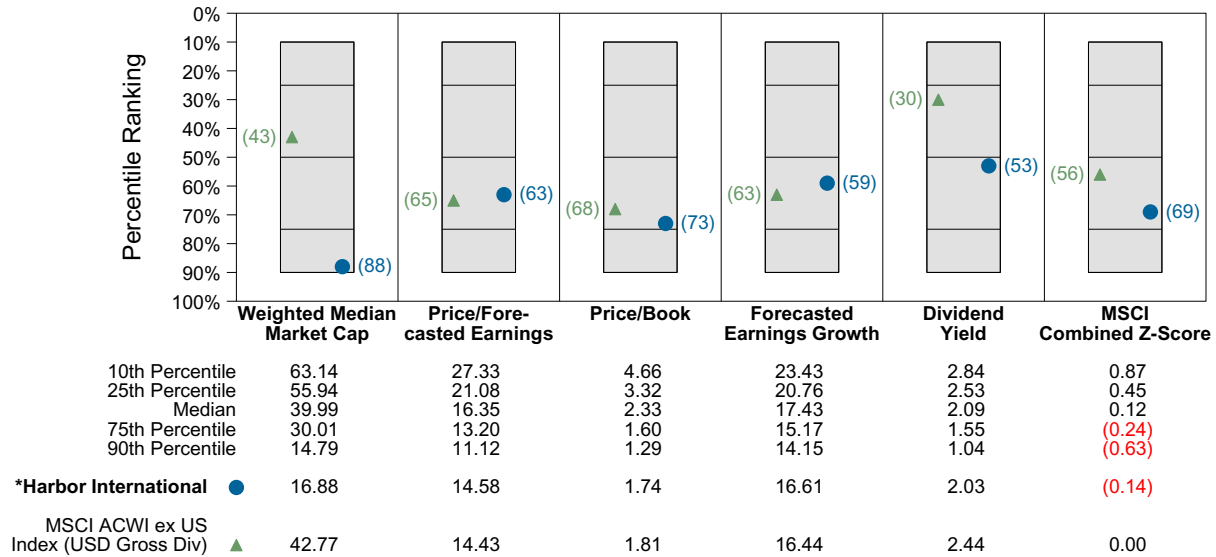 Percentile Ranking
0%
10%
20%
30%
40%
50%
60%
70%
80%
90%
100%
(43)
(88)
(65)
(63)
(68)
(73)
(63)
(59)
(30)
(53)
(56)
(69)
Weighted Median Market Cap
Price/Fore-casted Earnings
Price/Book
Forecasted Earnings Growth
Dividend Yield
MSCI Combined Z-Score
10th Percentile 63.14 27.33 4.66 23.43 2.84 0.87
25th Percentile 55.94 21.08 3.32 20.76 2.53 0.45
Median 39.99 16.35 2.33 17.43 2.09 0.12
75th Percentile 30.01 13.20 1.60 15.17 1.55 (0.24)
90th Percentile 14.79 11.12 1.29 14.15 1.04 (0.63)
*Harbor International 16.88 14.58 1.74 16.61 2.03 (0.14)
MSCI ACWI ex US
Index (USD Gross Div) 42.77 14.43 1.81 16.44 2.44 0.00